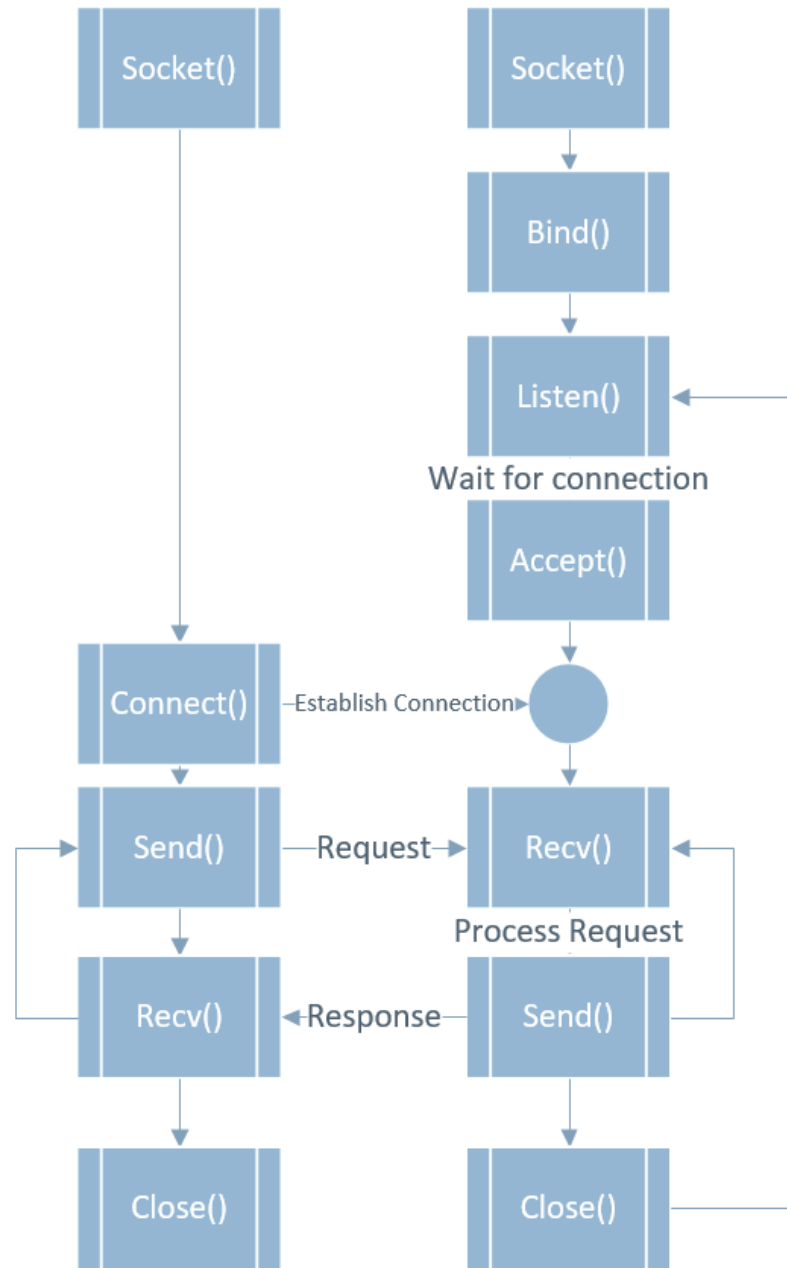 Socket()
Socket()
Bind()
Listen()
Wait for connection
Accept()
Connect()
Establish Connection
Send()
Request
Recv()
Process Request
Recv()
Response
Send()
Close()
Close()